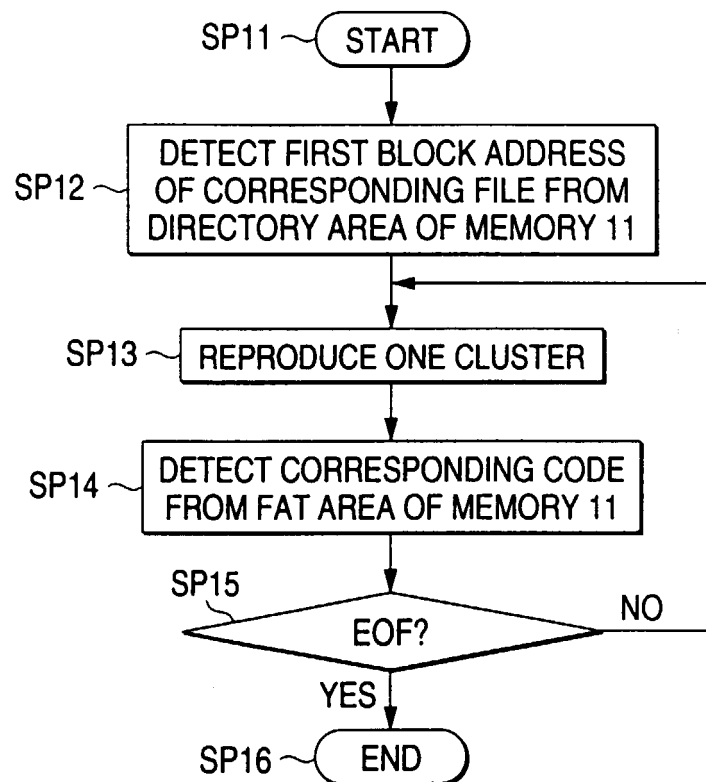 SP11
START
SP12
DETECT FIRST BLOCK ADDRESS
OF CORRESPONDING FILE FROM
DIRECTORY AREA OF MEMORY 11
SP13
REPRODUCE ONE CLUSTER
SP14
DETECT CORRESPONDING CODE
FROM FAT AREA OF MEMORY 11
SP15
EOF?
NO
YES
SP16
END